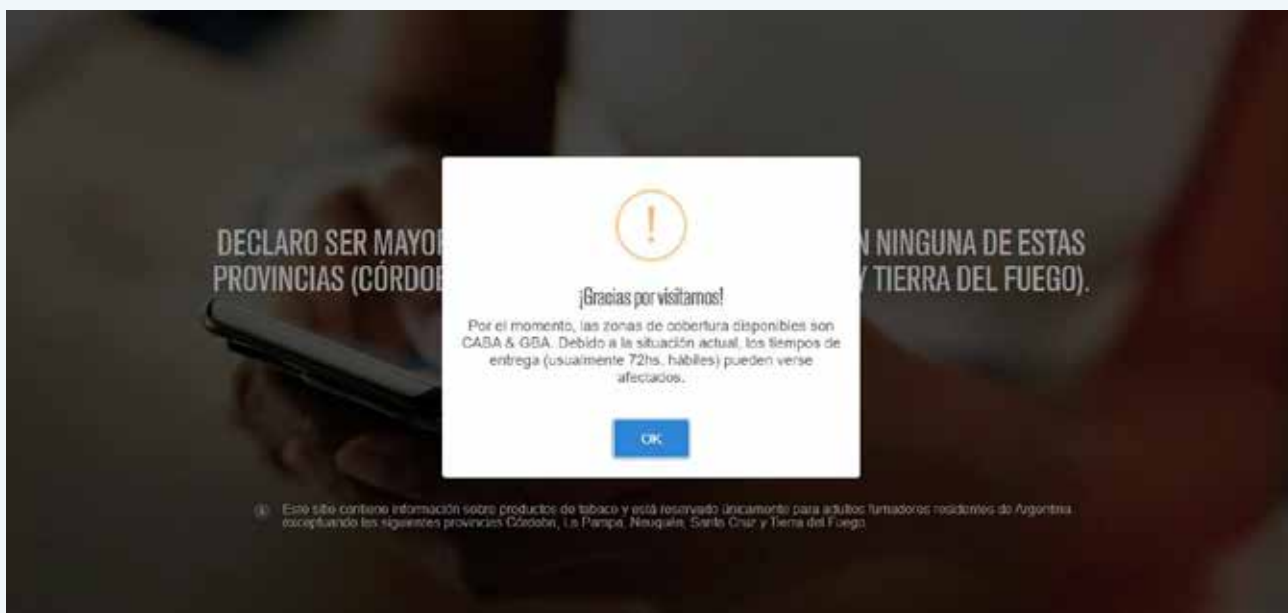 DECLARO SER MAYO
N NINGUNA DE ESTAS
PROVINCIAS (CÓRDO
Y TIERRA DEL FUEGO).
!
¡Gracias por visitarnos!
Por el momento, las zonas de cobertura disponibles son
CABA & GBA. Debido a la situación actual, los tiempos de
entrega (usualmente 72hs. hábiles) pueden verse
afectados.
OK
Este sitio contiene información sobre productos de tabaco y está reservado únicamente para adultos fumadores residentes de Argentina
exceptuando las siguientes provincias Córdoba, La Pampa, Neuquén, Santa Cruz y Tierra del Fuego